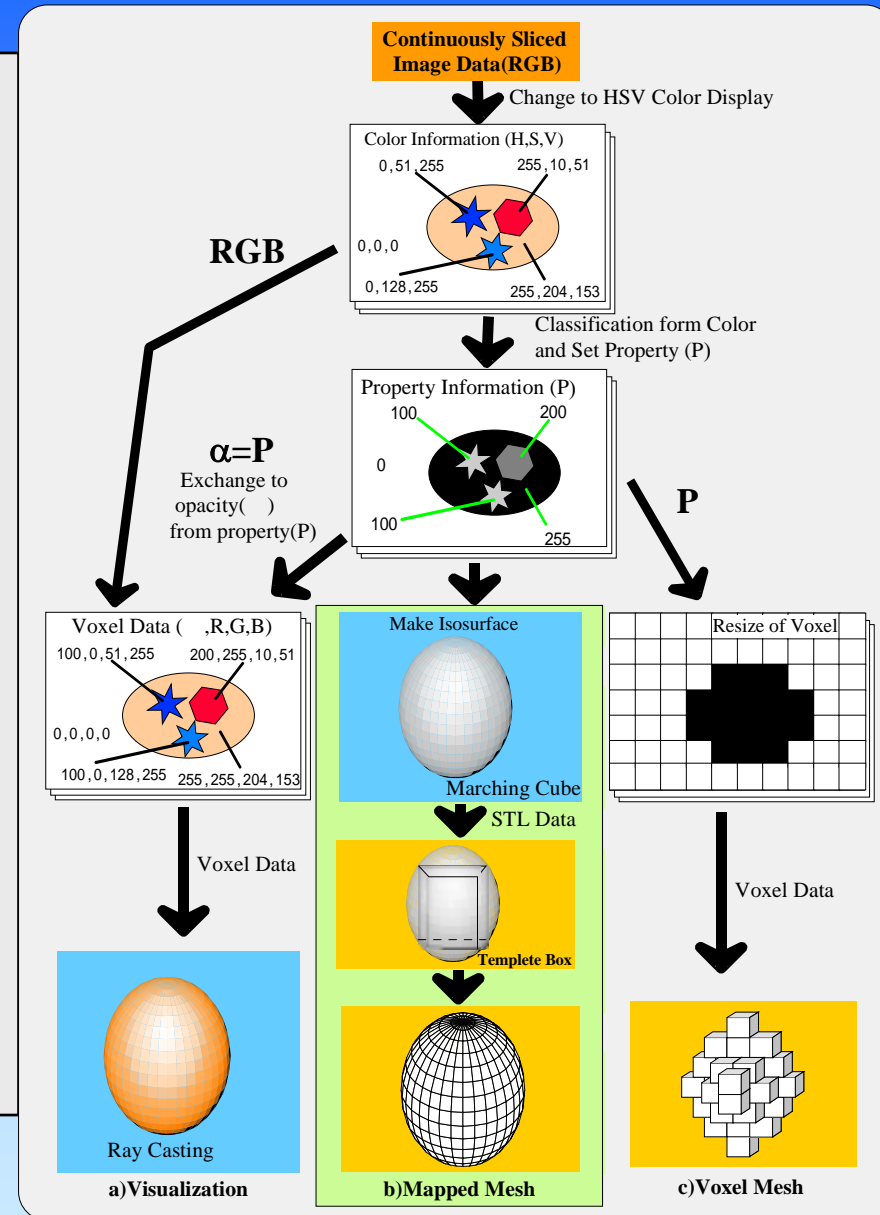 Continuously Sliced
Image Data(RGB)
Change to HSV Color Display
Color Information (H,S,V)
0,51,255
255,10,51
0,0,0
0,128,255
255,204,153
RGB
Classification form Color
and Set Property (P)
Property Information (P)
100
200
0
100
255
α=P
Exchange to
opacity( )
from property(P)
P
Voxel Data ( ,R,G,B)
100,0,51,255
200,255,10,51
0,0,0,0
100,0,128,255
255,255,204,153
Make Isosurface
Marching Cube
Resize of Voxel
STL Data
Voxel Data
Templete Box
Voxel Data
Ray Casting
a)Visualization
b)Mapped Mesh
c)Voxel Mesh